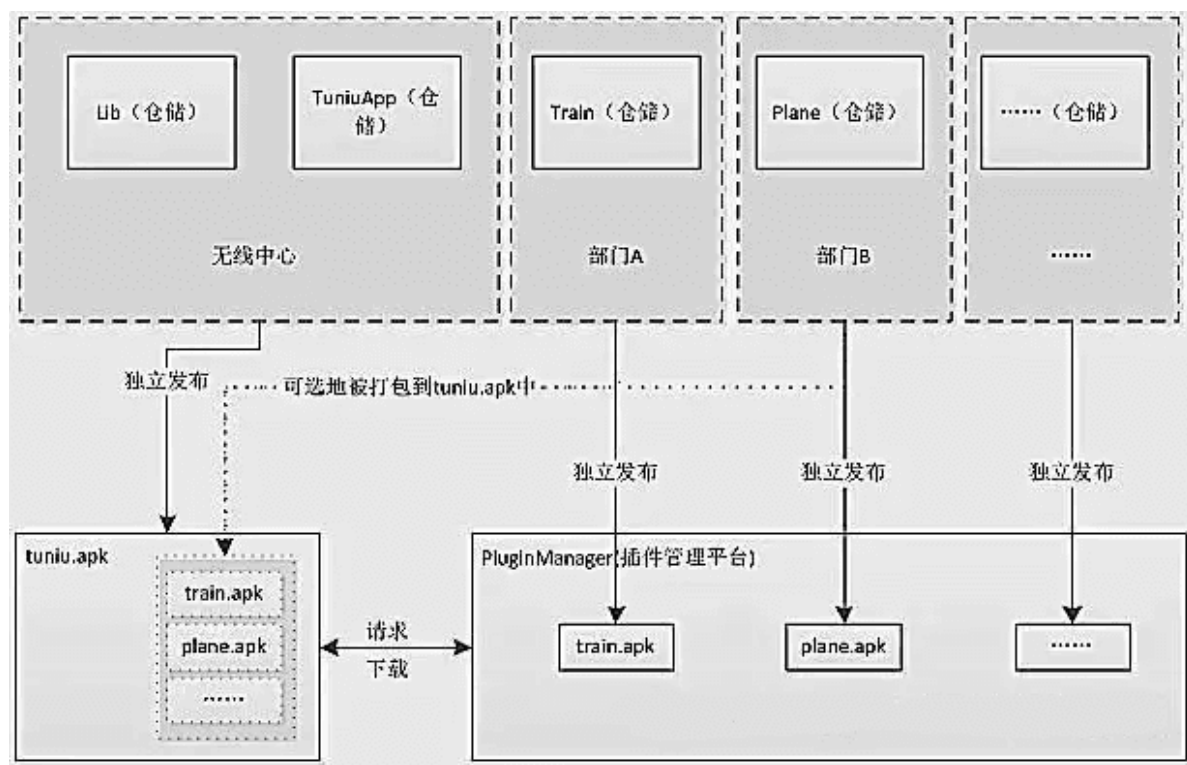 Lib（仓储）
TuniuApp（仓
储）
Train（仓储）
Plane（仓储）
……（仓储）
无线中心
部门A
部门B
……
独立发布
可选地被打包到tuniu.apk中
独立发布
独立发布
独立发布
tuniu.apk
train.apk
plane.apk
……
请求
下载
PluginManager(插件管理平台)
train.apk
plane.apk
……